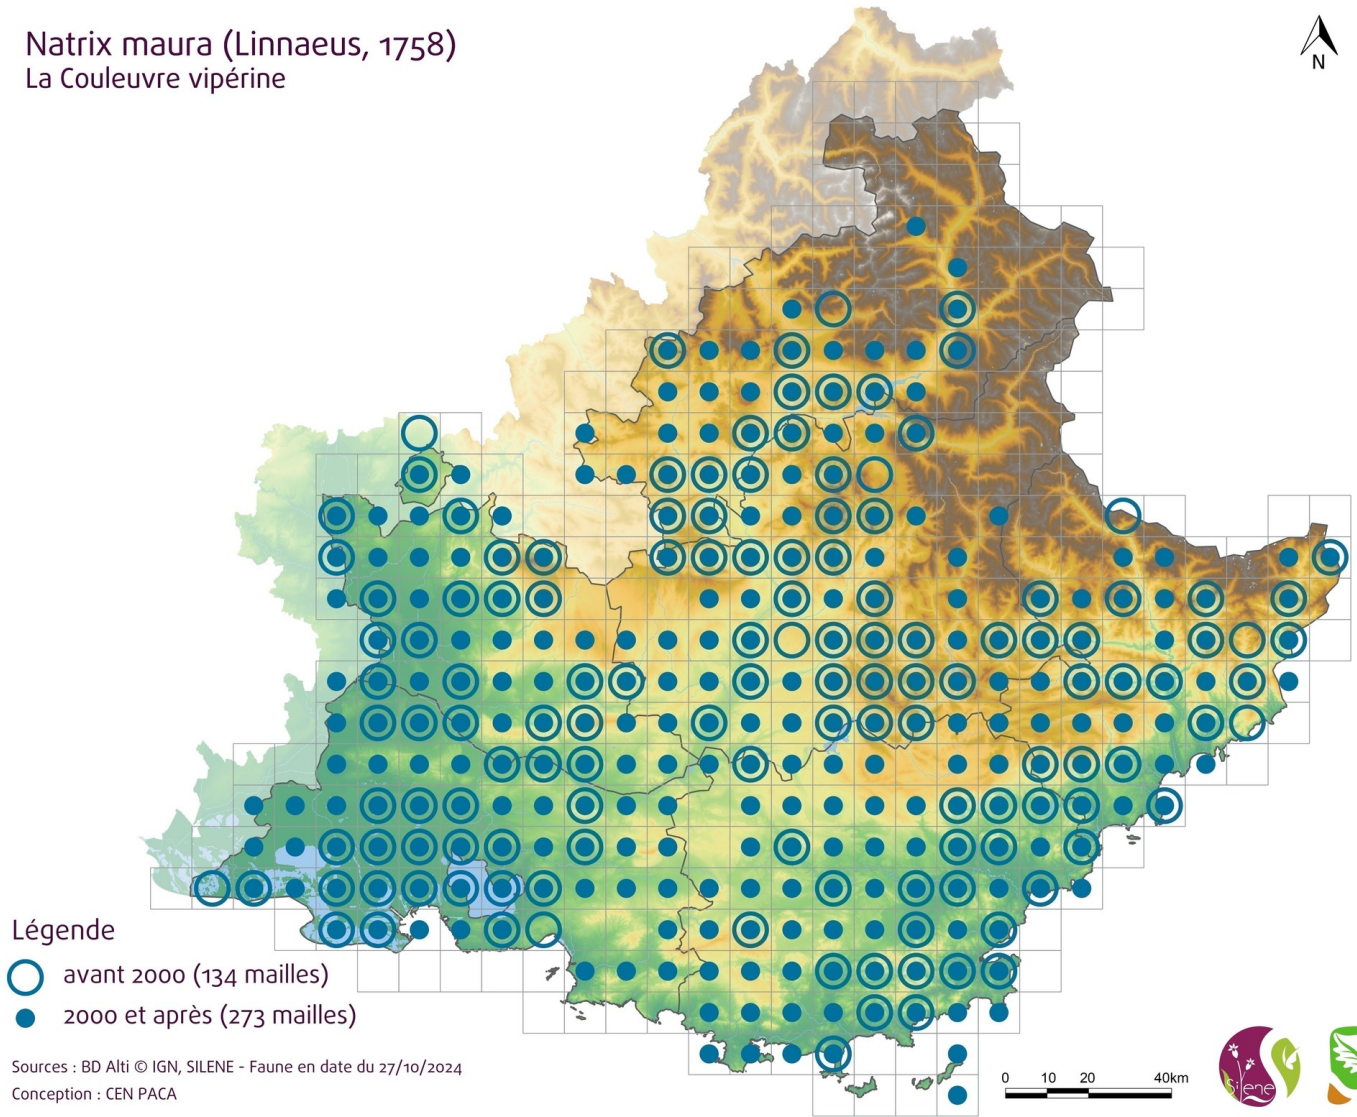 Natrix maura (Linnaeus, 1758)
La Couleuvre vipérine
N
Légende
avant 2000 (134 mailles)
2000 et après (273 mailles)
Sources : BD Alti © IGN, SILENE - Faune en date du 27/10/2024
Conception : CEN PACA
0 10 20 40km
Silene